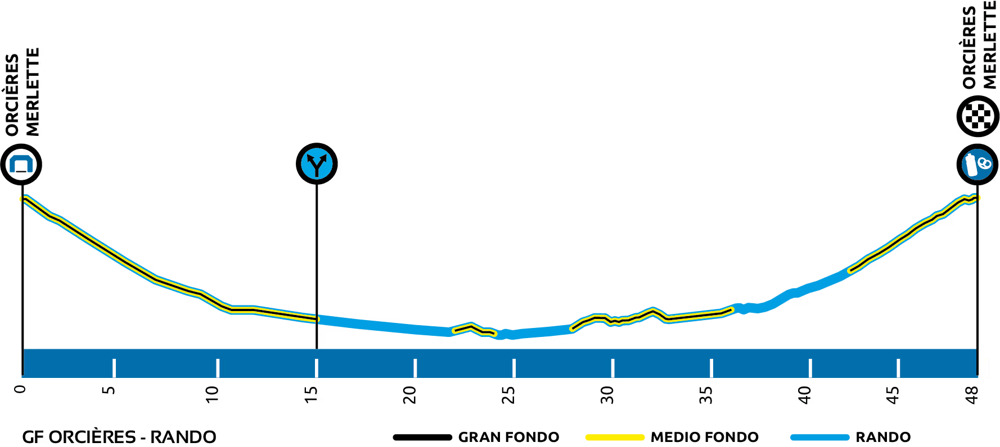 ORCIÈRES
MERLETTE
ORCIÈRES
MERLETTE
0
5
10
15
20
25
30
35
40
45
48
GF ORCIÈRES - RANDO
GRAN FONDO
MEDIO FONDO
RANDO